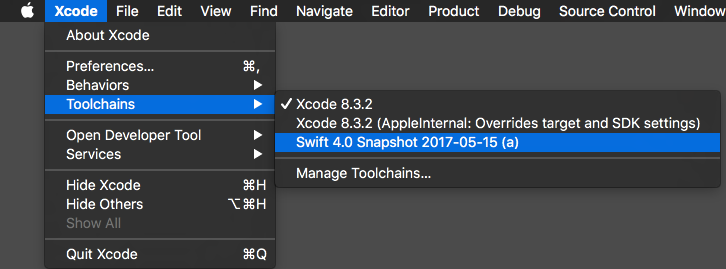 Xcode File Edit View Find Navigate Editor Product Debug Source Control Window
About Xcode
Preferences... ⌘,
Behaviors
Toolchains
Xcode 8.3.2
Xcode 8.3.2 (AppleInternal: Overrides target and SDK settings)
Swift 4.0 Snapshot 2017-05-15 (a)
Manage Toolchains...
Open Developer Tool
Services
Hide Xcode ⌘H
Hide Others ⌥⌘H
Show All
Quit Xcode ⌘Q